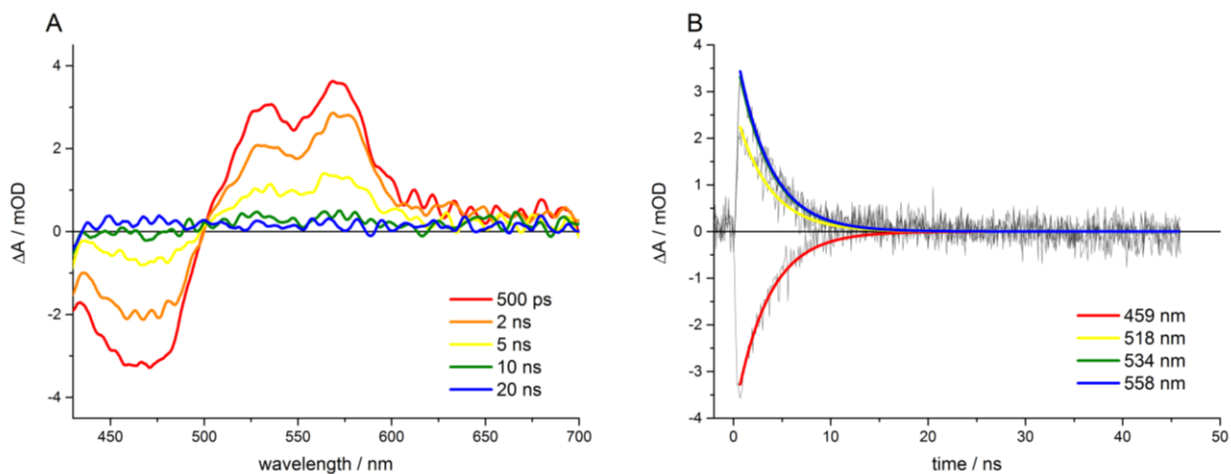 A
ΔA / mOD
4
2
0
-2
-4
450
500
550
600
650
700
wavelength / nm
500 ps
2 ns
5 ns
10 ns
20 ns
B
ΔA / mOD
4
3
2
1
0
-1
-2
-3
-4
0
10
20
30
40
50
time / ns
459 nm
518 nm
534 nm
558 nm